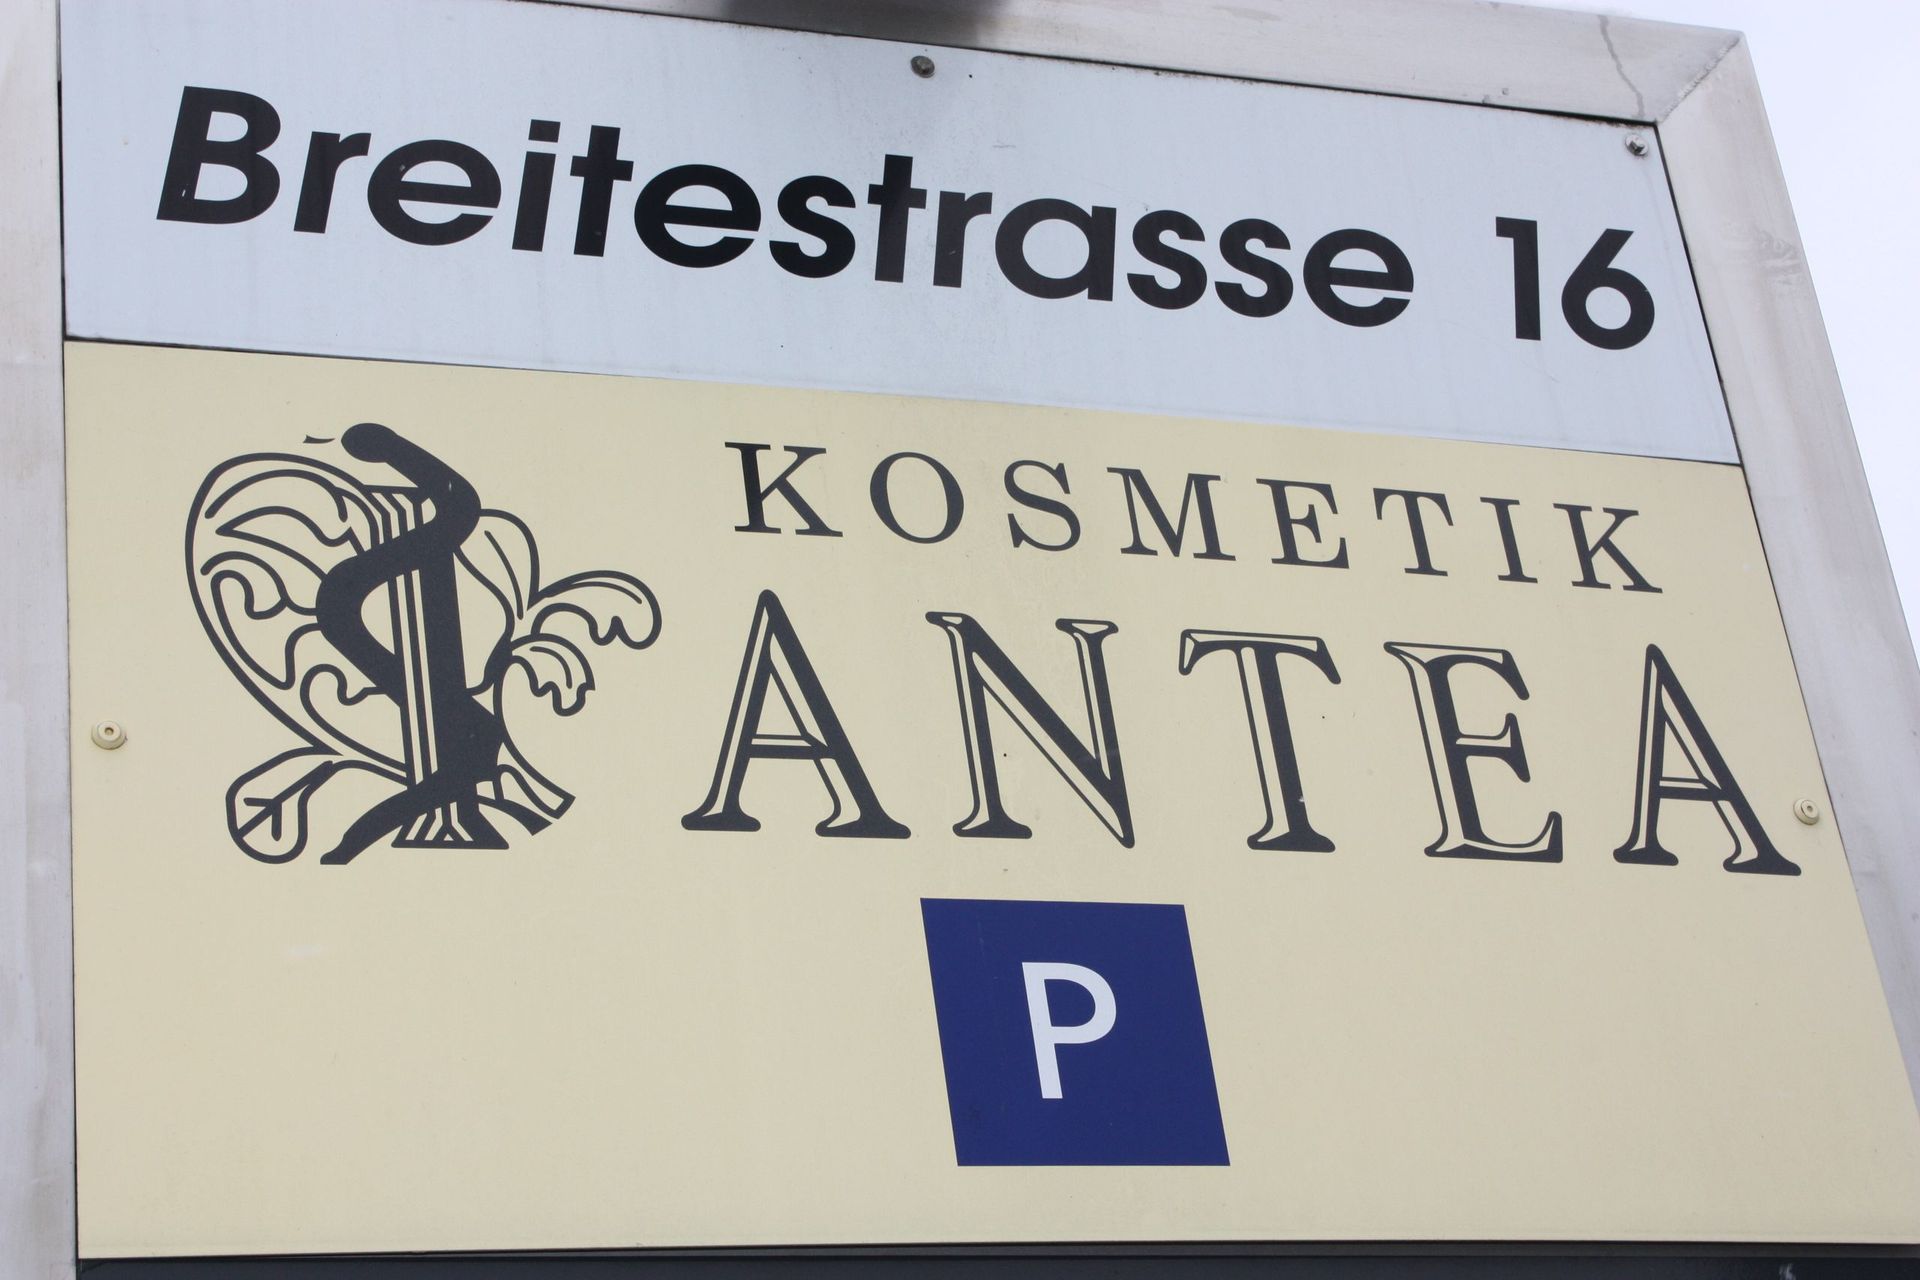 Breitestrasse 16
KOSMETIK
ANTEA
P